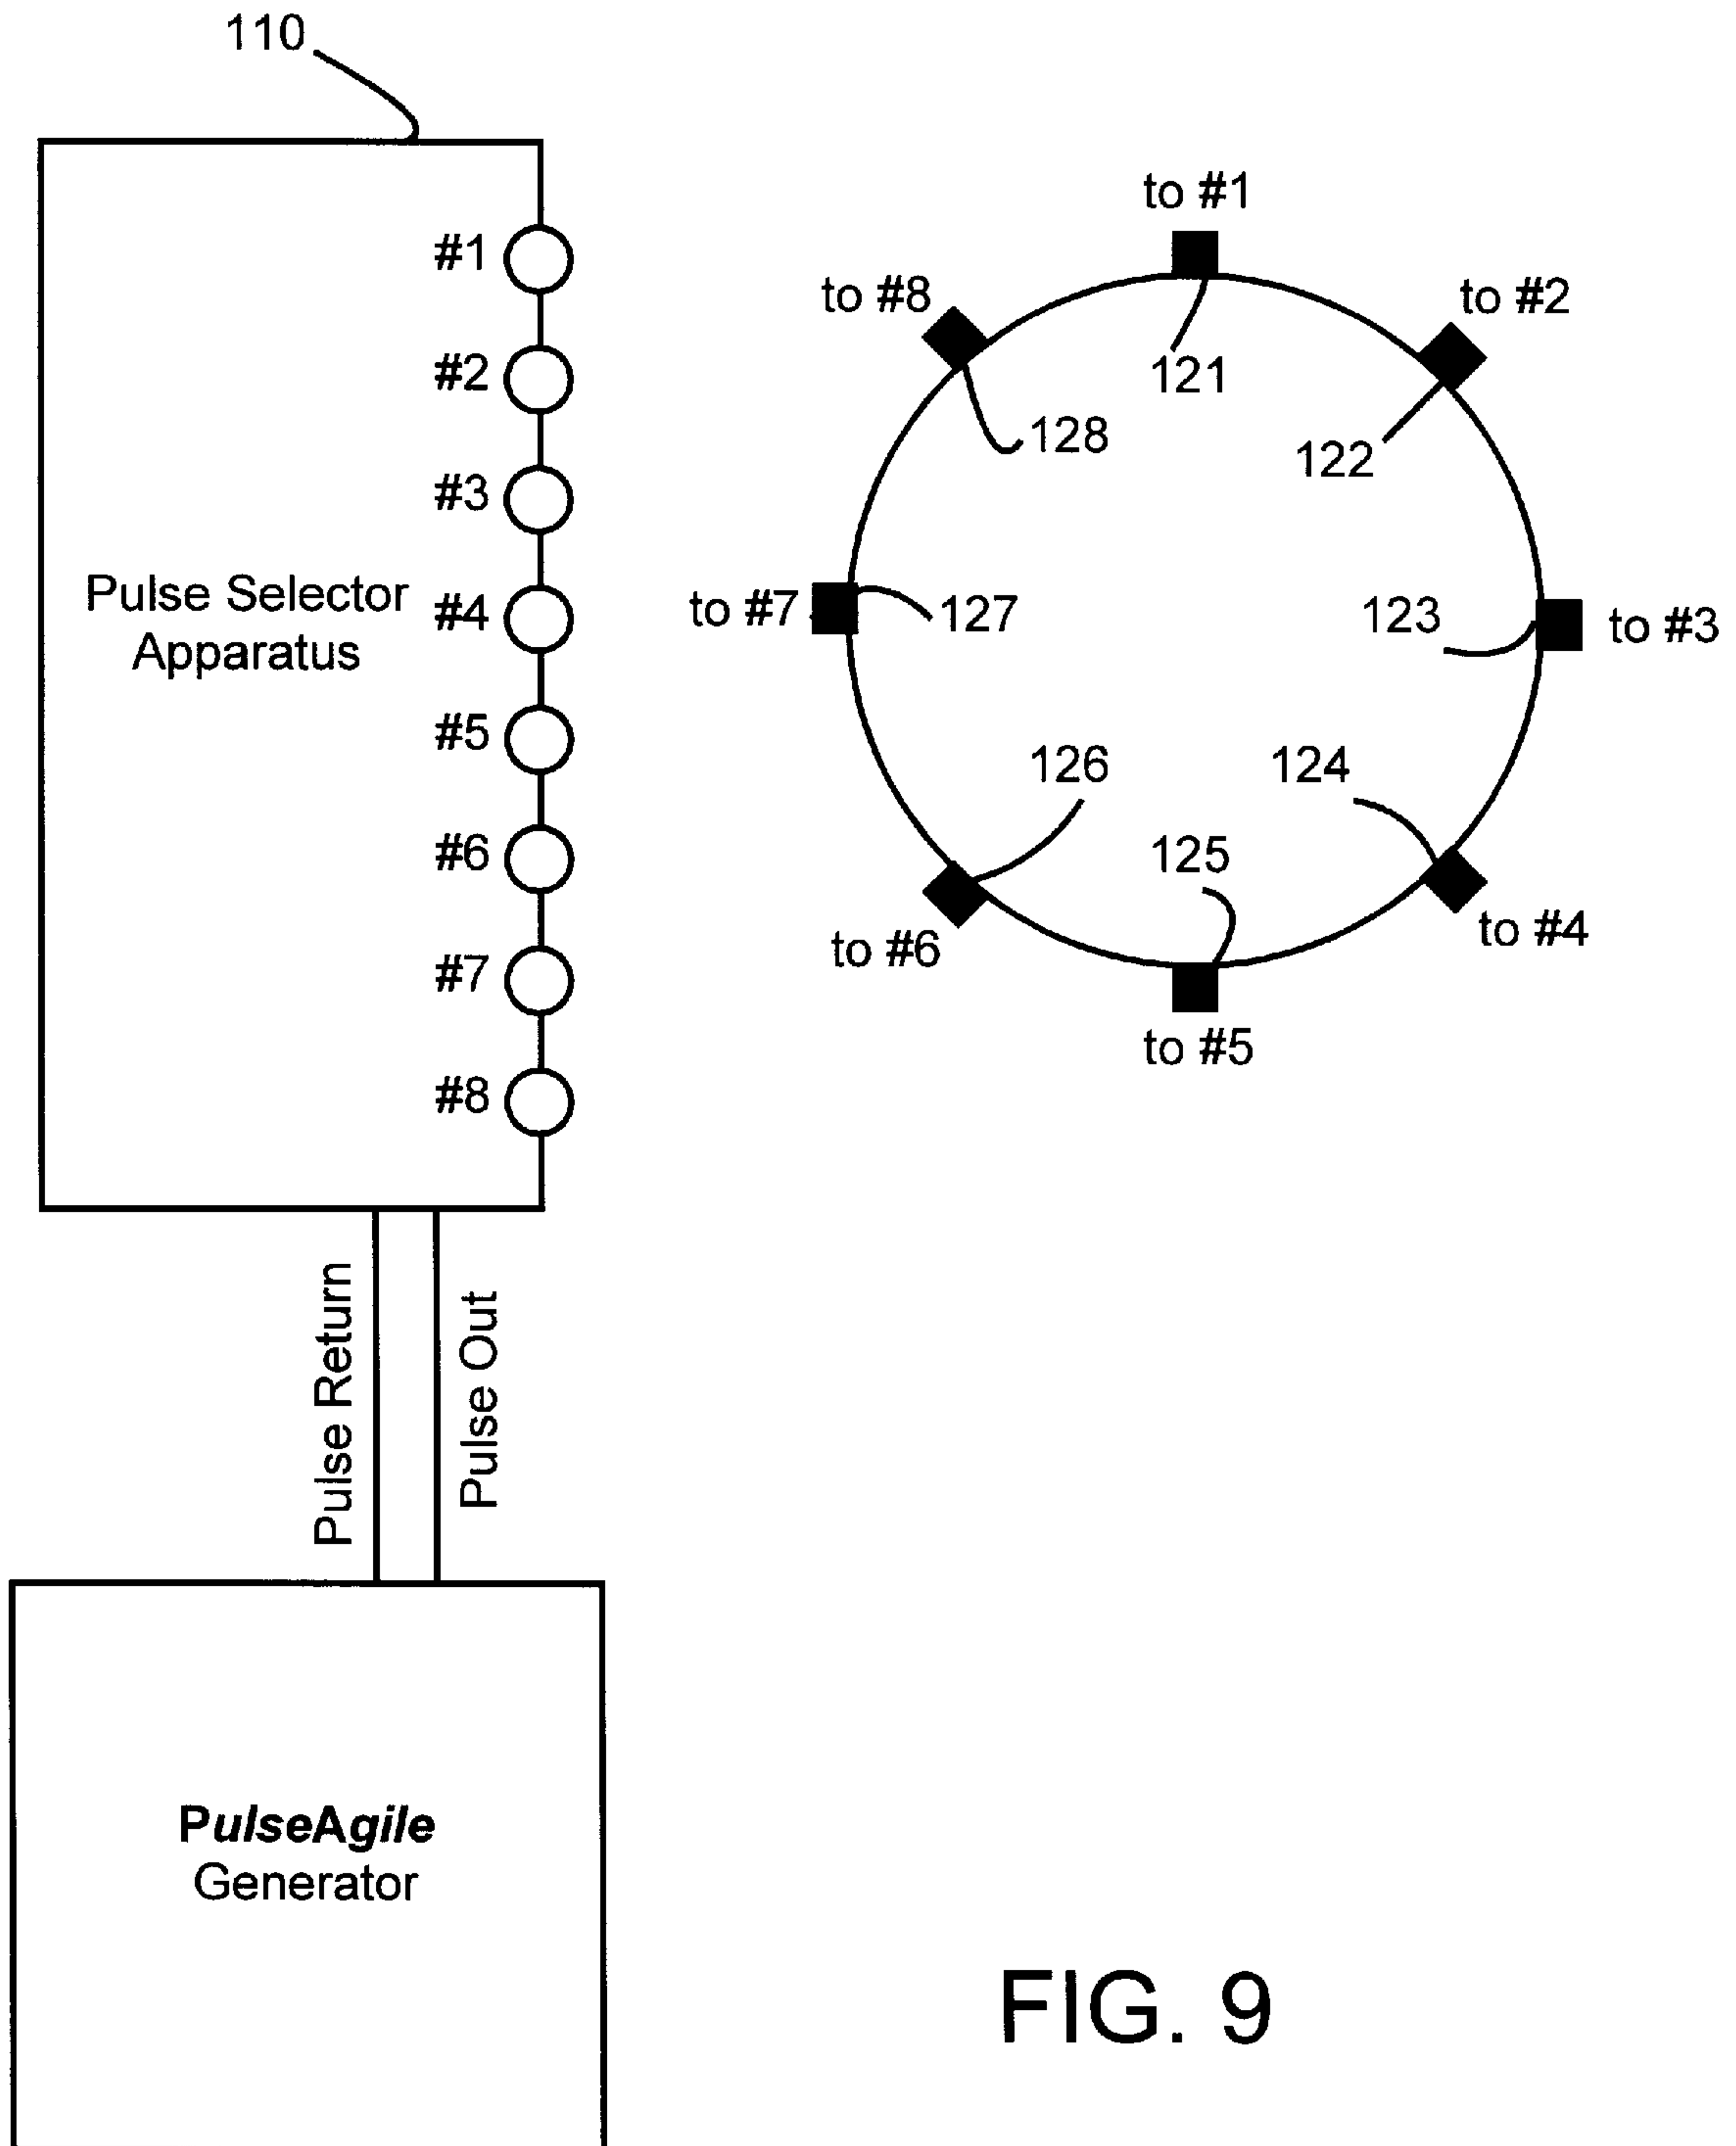 110
#1
#2
#3
#4
#5
#6
#7
#8
Pulse Selector
Apparatus
to #1
to #2
to #3
to #4
to #5
to #6
to #7
to #8
121
122
123
124
125
126
127
128
Pulse Return
Pulse Out
PulseAgile
Generator
FIG. 9